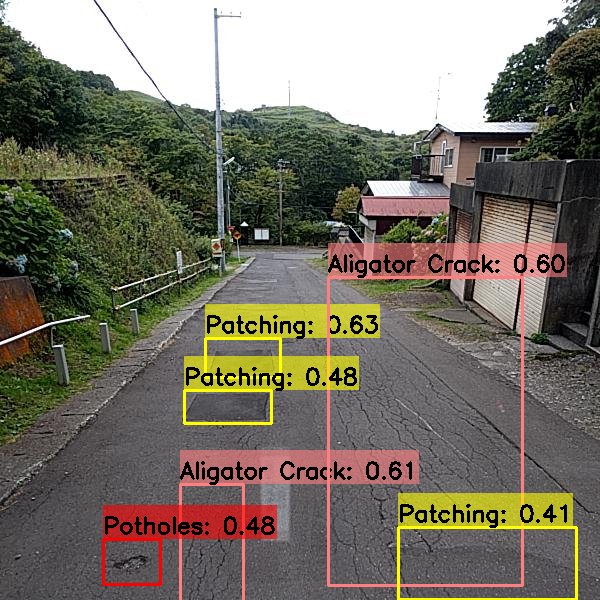 Aligator Crack: 0.60
Patching: 0.63
Patching: 0.48
Aligator Crack: 0.61
Patching: 0.41
Potholes: 0.48